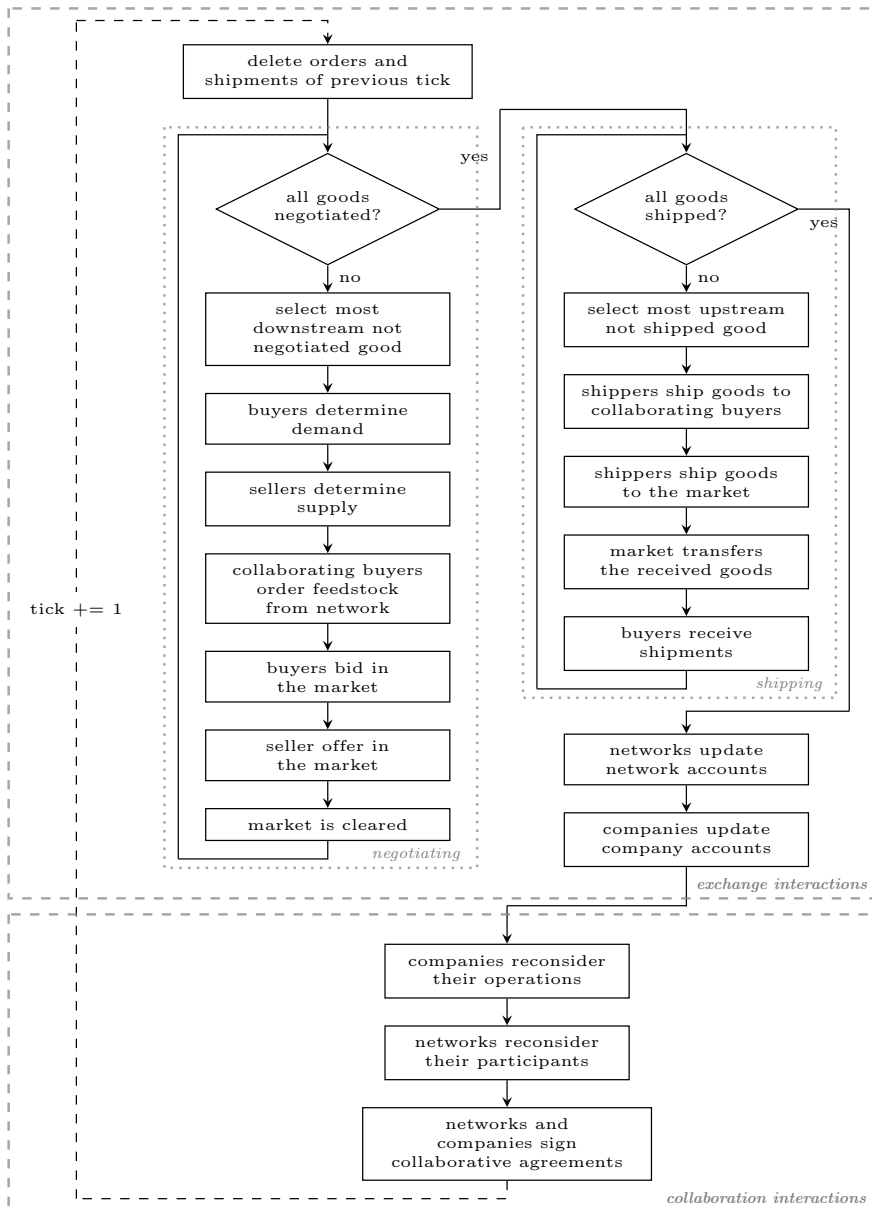 delete orders and
shipments of previous tick
yes
all goods
negotiated?
no
select most
downstream not
negotiated good
buyers determine
demand
sellers determine
supply
collaborating buyers
order feedstock
from network
buyers bid in
the market
seller offer in
the market
market is cleared
negotiating
all goods
shipped?
yes
no
select most upstream
not shipped good
shippers ship goods to
collaborating buyers
shippers ship goods
to the market
market transfers
the received goods
buyers receive
shipments
shipping
networks update
network accounts
companies update
company accounts
exchange interactions
tick += 1
companies reconsider
their operations
networks reconsider
their participants
networks and
companies sign
collaborative agreements
collaboration interactions